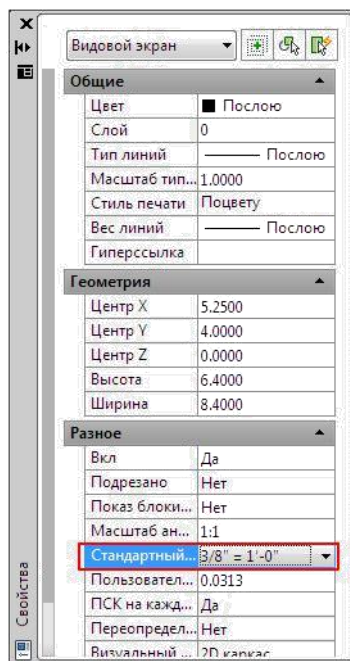 Видовой экран
Общие
Цвет Послою
Слой 0
Тип линий Послою
Масштаб тип... 1.0000
Стиль печати Поцвету
Вес линий Послою
Гиперссылка
Геометрия
Центр X 5.2500
Центр Y 4.0000
Центр Z 0.0000
Высота 6.4000
Ширина 8.4000
Разное
Вкл Да
Подрезано Нет
Показ блоки... Нет
Масштаб ан... 1:1
Стандартный... 3/8" = 1'-0"
Пользовател... 0.0313
ПСК на кажд... Да
Переопредел... Нет
Визуальный ... 2D каркас
Свойства